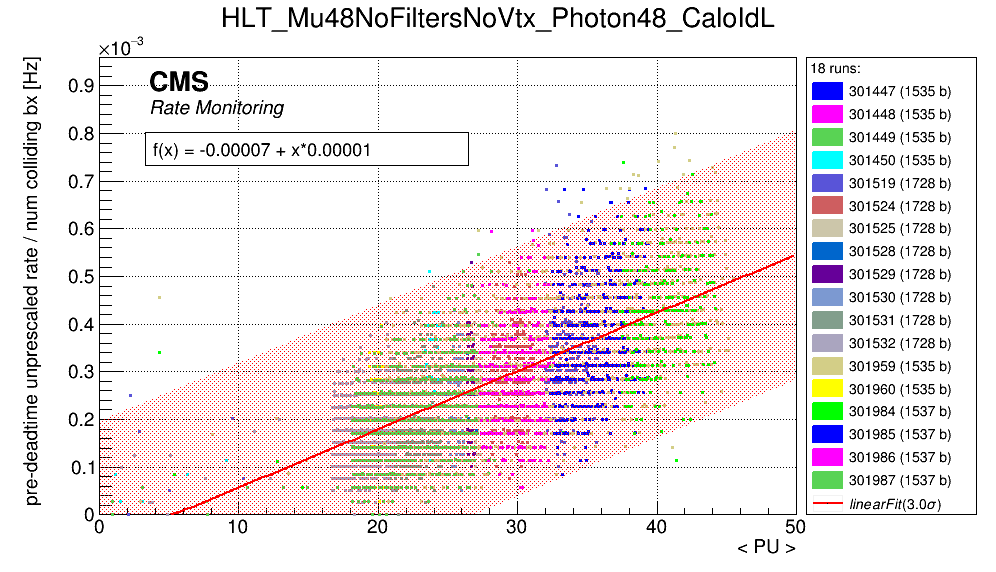 HLT_Mu48NoFiltersNoVtx_Photon48_CaloIdL
×10⁻³
CMS
Rate Monitoring
f(x) = -0.00007 + x*0.00001
pre-deadtime unprescaled rate / num colliding bx [Hz]
0.9
0.8
0.7
0.6
0.5
0.4
0.3
0.2
0.1
0
0 10 20 30 40 50
< PU >
18 runs:
301447 (1535 b)
301448 (1535 b)
301449 (1535 b)
301450 (1535 b)
301519 (1728 b)
301524 (1728 b)
301525 (1728 b)
301528 (1728 b)
301529 (1728 b)
301530 (1728 b)
301531 (1728 b)
301532 (1728 b)
301959 (1535 b)
301960 (1535 b)
301984 (1537 b)
301985 (1537 b)
301986 (1537 b)
301987 (1537 b)
linearFit(3.0σ)